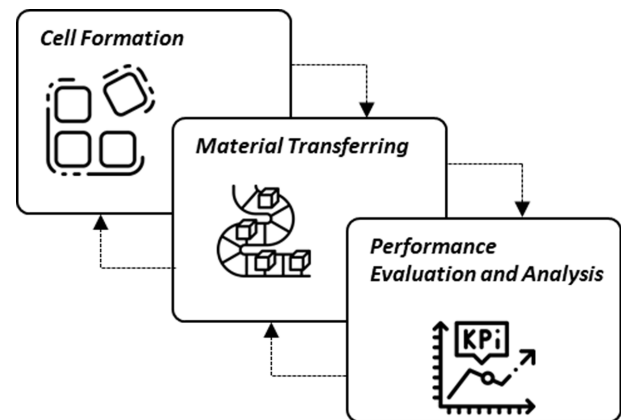 Cell Formation
Material Transferring
Performance
Evaluation and Analysis
KPi